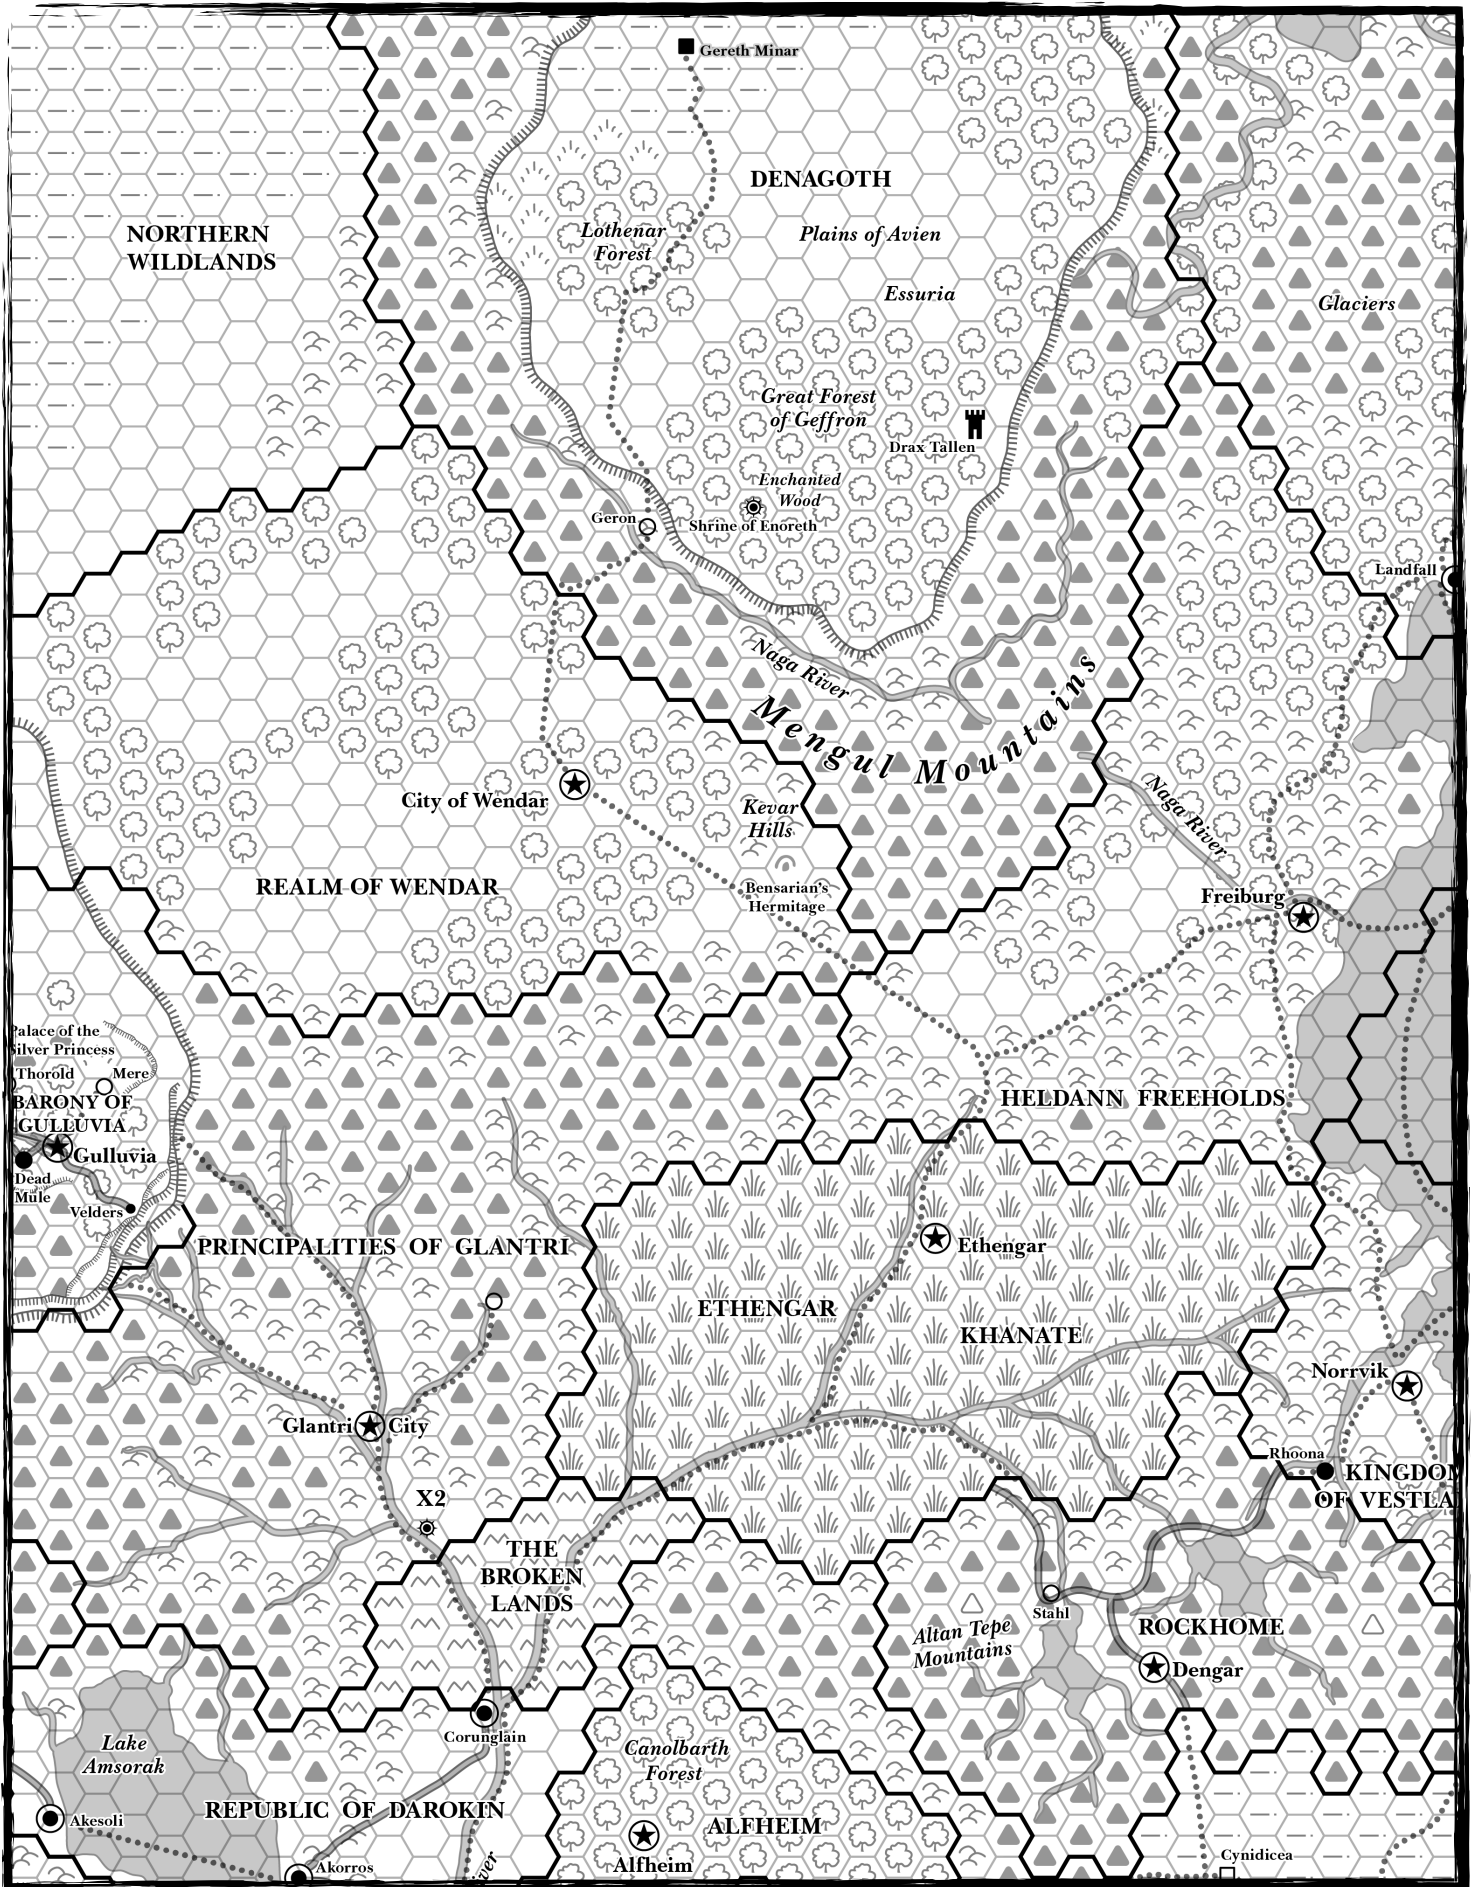 Gereth Minar
DENAGOTH
NORTHERN
WILDLANDS
Lothenar
Forest
Plains of Avien
Essuria
Glaciers
Great Forest
of Geffron
Drax Tallen
Enchanted
Wood
Geron
Shrine of Enoreth
Landfall
Naga River
Mengul Mountains
City of Wendar
Kevar
Hills
Naga River
REALM OF WENDAR
Bensarian's
Hermitage
Freiburg
Palace of the
Silver Princess
Thorold
Mere
BARONY OF
GULLUVIA
HELDANN FREEHOLDS
Gulluvia
Dead
Mule
Velders
PRINCIPALITIES OF GLANTRI
Ethengar
ETHENGAR
KHANATE
Norrvik
Glantri City
Rhoona
KINGDOM
OF VESTLA
X2
THE
BROKEN
LANDS
Stahl
Altan Tepe
Mountains
ROCKHOME
Dengar
Corunglain
Lake
Amsorak
Canolbarth
Forest
REPUBLIC OF DAROKIN
Akesoli
ALFHEIM
Alfheim
Akorros
iver
Cynidicea